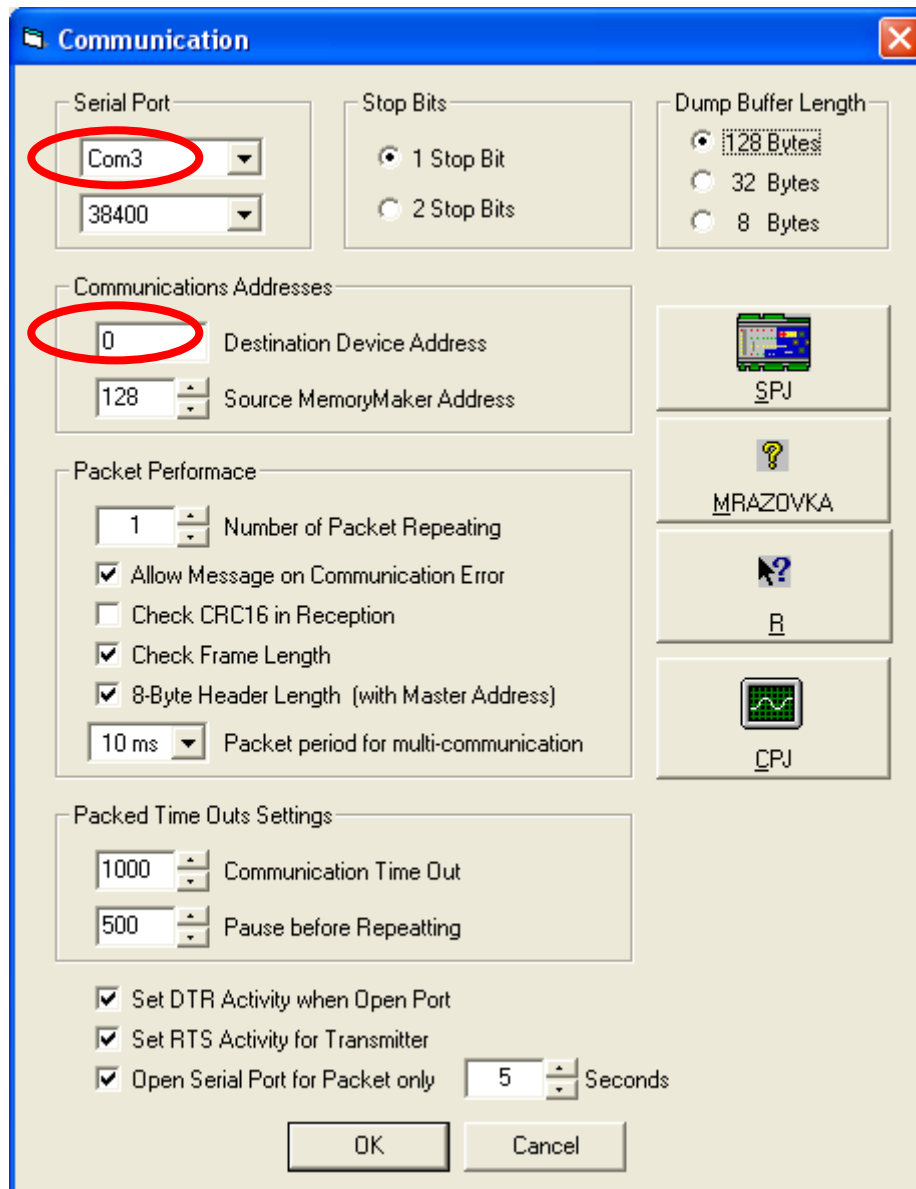 Communication
Serial Port
Com3
38400
Stop Bits
1 Stop Bit
2 Stop Bits
Dump Buffer Length
128 Bytes
32 Bytes
8 Bytes
Communications Addresses
0 Destination Device Address
128 Source MemoryMaker Address
SPJ
MRAZOVKA
R
CPJ
Packet Performace
1 Number of Packet Repeating
Allow Message on Communication Error
Check CRC16 in Reception
Check Frame Length
8-Byte Header Length (with Master Address)
10 ms Packet period for multi-communication
Packed Time Outs Settings
1000 Communication Time Out
500 Pause before Repeatting
Set DTR Activity when Open Port
Set RTS Activity for Transmitter
Open Serial Port for Packet only 5 Seconds
OK Cancel